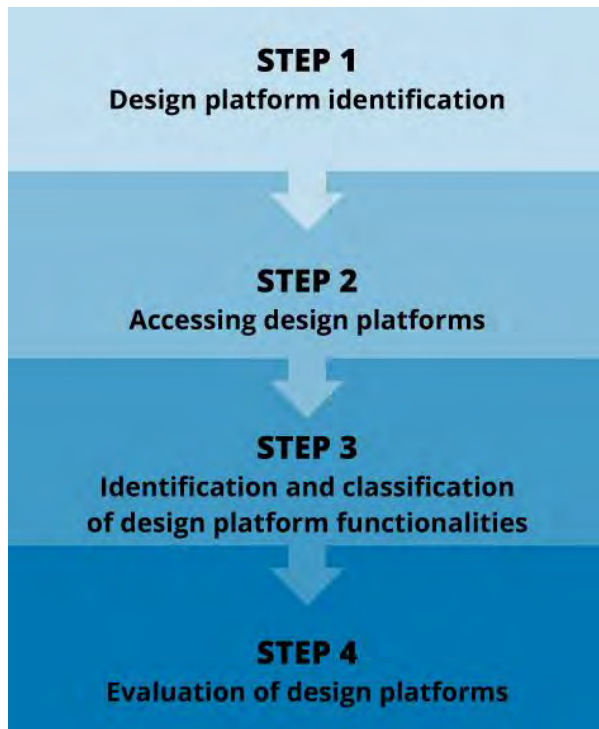 STEP 1
Design platform identification
STEP 2
Accessing design platforms
STEP 3
Identification and classification
of design platform functionalities
STEP 4
Evaluation of design platforms